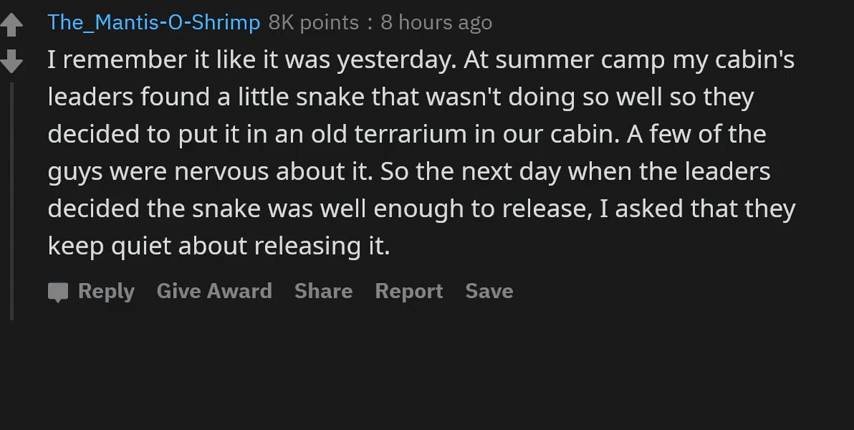 The_Mantis-O-Shrimp 8K points : 8 hours ago
I remember it like it was yesterday. At summer camp my cabin's
leaders found a little snake that wasn't doing so well so they
decided to put it in an old terrarium in our cabin. A few of the
guys were nervous about it. So the next day when the leaders
decided the snake was well enough to release, I asked that they
keep quiet about releasing it.
Reply Give Award Share Report Save